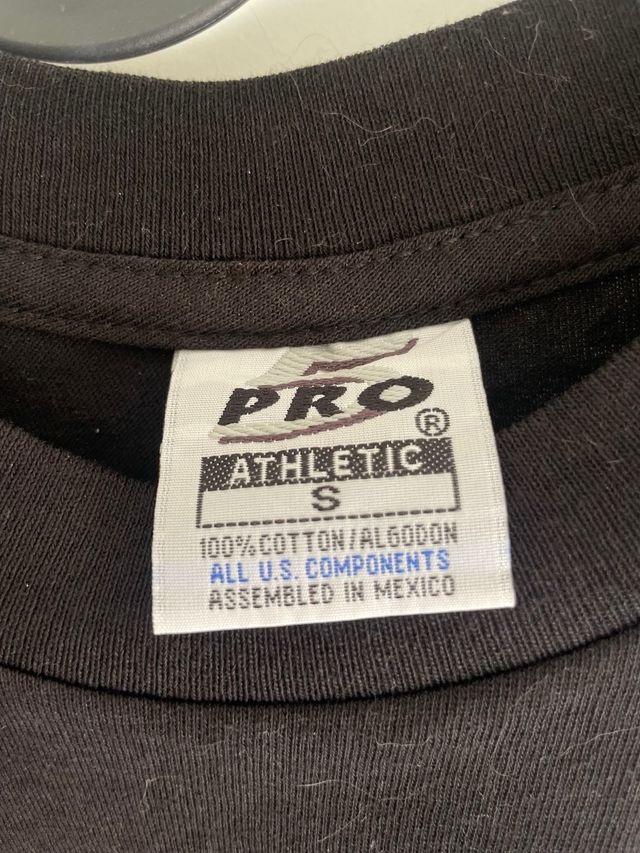 PRO
®
ATHLETIC
S
100% COTTON/ALGODON
ALL U.S. COMPONENTS
ASSEMBLED IN MEXICO